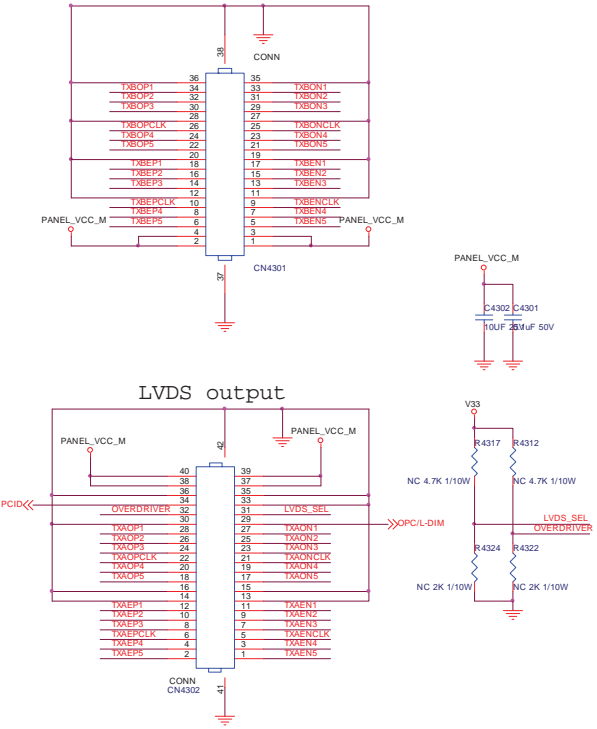 38
CONN
36 35
TXBOP1 34 33 TXBON1
TXBOP2 32 31 TXBON2
TXBOP3 30 29 TXBON3
28 27
TXBOPCLK 26 25 TXBONCLK
TXBOP4 24 23 TXBON4
TXBOP5 22 21 TXBON5
20 19
TXBEP1 18 17 TXBEN1
TXBEP2 16 15 TXBEN2
TXBEP3 14 13 TXBEN3
12 11
TXBEPCLK 10 9 TXBENCLK
TXBEP4 8 7 TXBEN4
PANEL_VCC_M TXBEP5 6 5 TXBEN5 PANEL_VCC_M
4 3
2 1
37
CN4301
PANEL_VCC_M
C4302 C4301
10UF 50V
LVDS output
42
PANEL_VCC_M
PANEL_VCC_M
40 39
38 37
36 35
PCID 34 33
OVERDRIVER 32 31 LVDS_SEL
30 29 OPC/L-DIM
TXAOP1 28 27 TXAON1
TXAOP2 26 25 TXAON2
TXAOP3 24 23 TXAON3
TXAOPCLK 22 21 TXAONCLK
TXAOP4 20 19 TXAON4
TXAOP5 18 17 TXAON5
16 15
14 13
TXAEP1 12 11 TXAEN1
TXAEP2 10 9 TXAEN2
TXAEP3 8 7 TXAEN3
TXAEPCLK 6 5 TXAENCLK
TXAEP4 4 3 TXAEN4
TXAEP5 2 1 TXAEN5
CONN
CN4302
41
V33
R4317 R4312
NC 4.7K 1/10W NC 4.7K 1/10W
LVDS_SEL
OVERDRIVER
R4324 R4322
NC 2K 1/10W NC 2K 1/10W